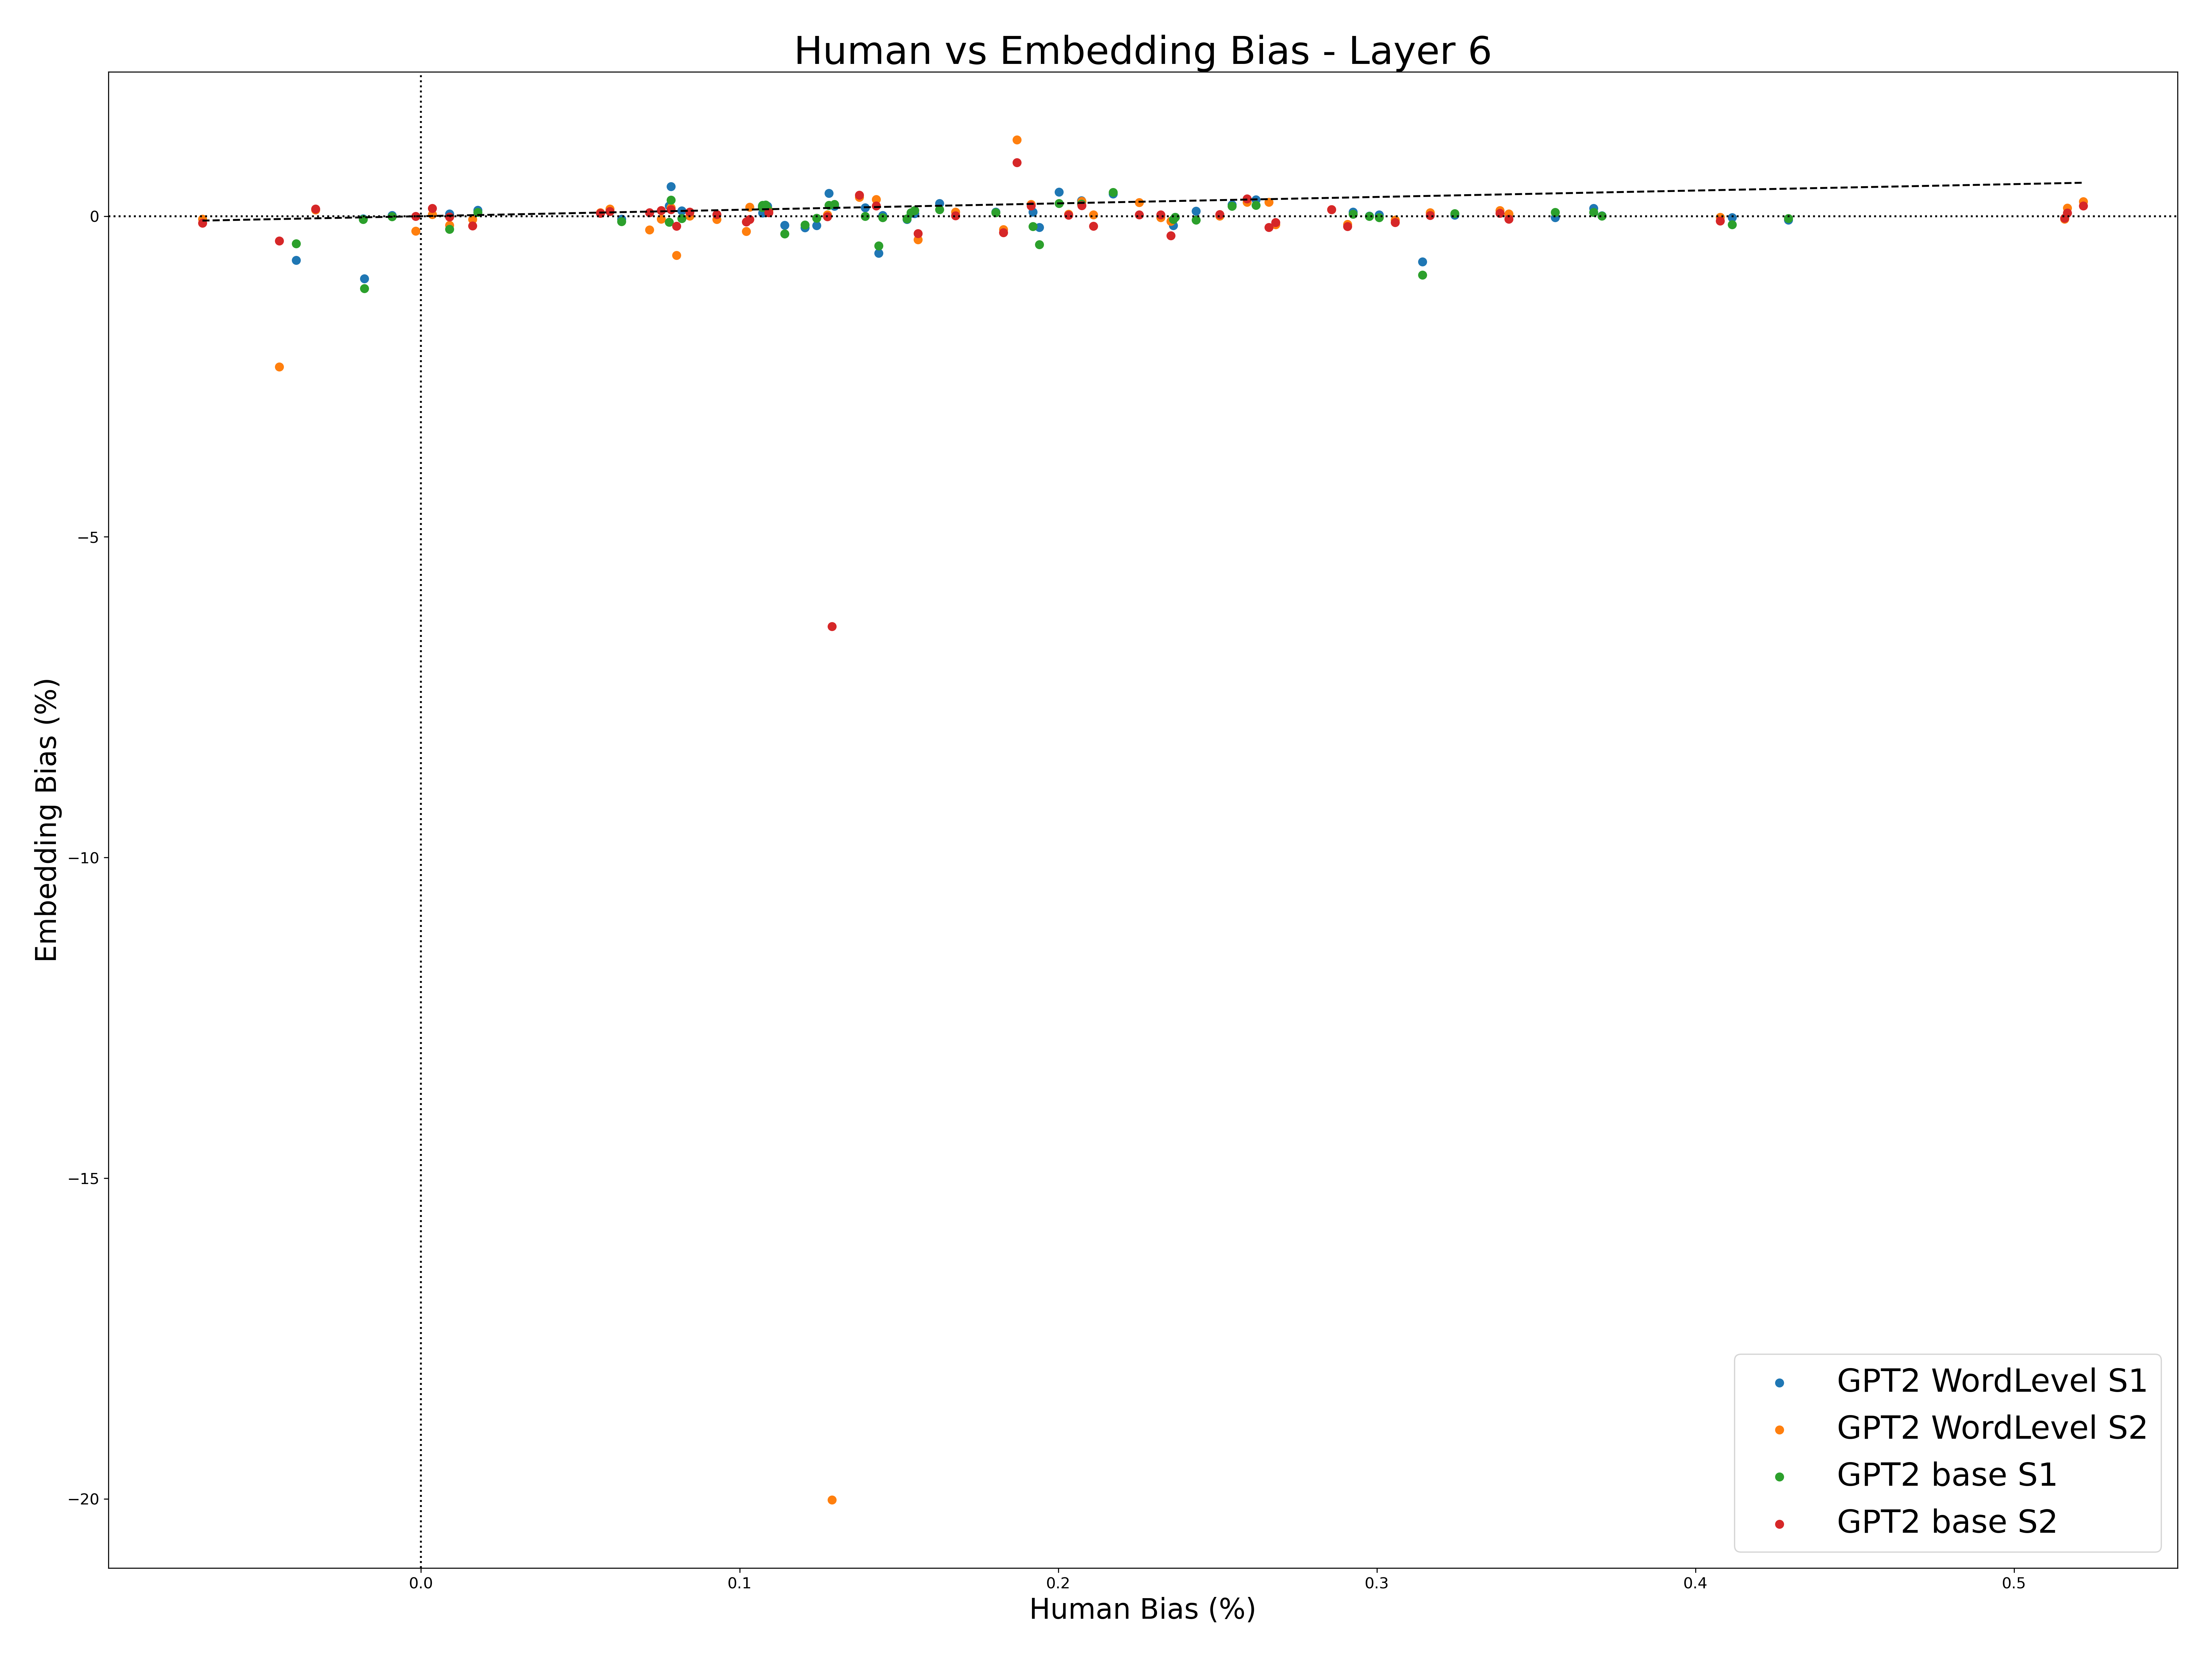 Human vs Embedding Bias - Layer 6
Embedding Bias (%)
0
−5
−10
−15
−20
0.0
0.1
0.2
0.3
0.4
0.5
Human Bias (%)
GPT2 WordLevel S1
GPT2 WordLevel S2
GPT2 base S1
GPT2 base S2